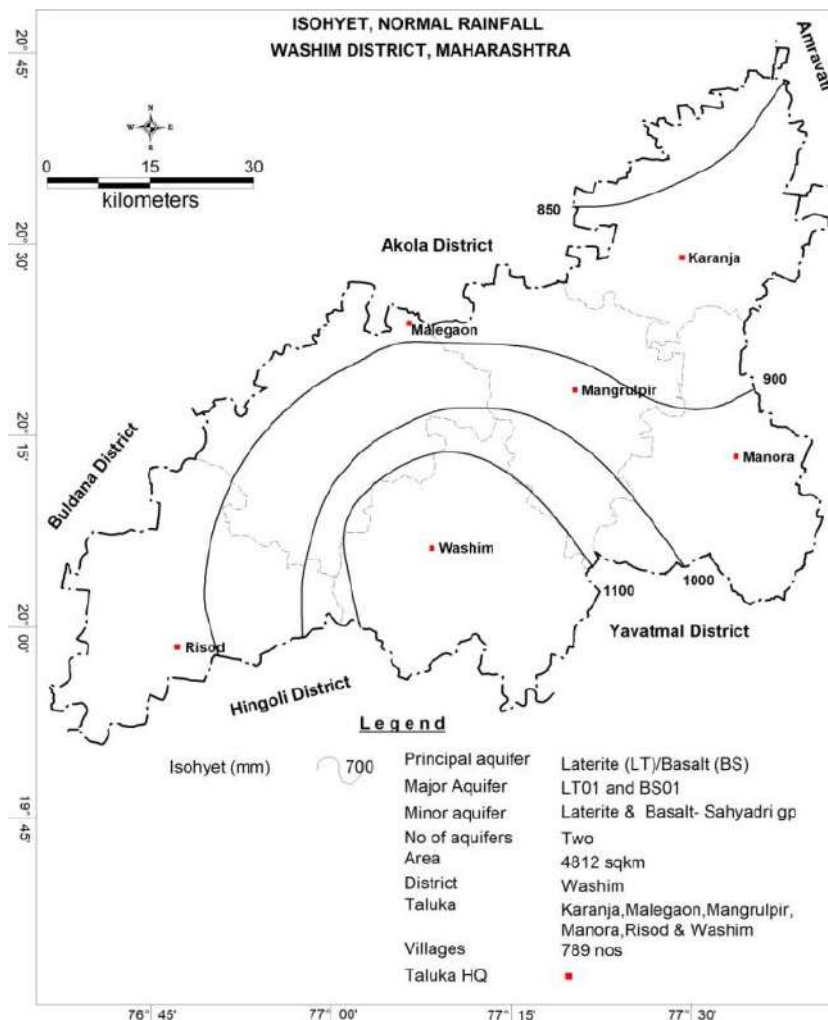 ISOHYET, NORMAL RAINFALL
WASHIM DISTRICT, MAHARASHTRA
Amravati
20° 45'
N
W E
S
0 15 30
kilometers
850
20° 30'
Akola District
Karanja
Malegaon
900
Mangrulpir
20° 15'
Buldana District
Manora
Washim
1100
1000
20° 00'
Risod
Yavatmal District
Hingoli District
Legend
Isohyet (mm) 700
Principal aquifer Laterite (LT)/Basalt (BS)
Major Aquifer LT01 and BS01
Minor aquifer Laterite & Basalt- Sahyadri gp
No of aquifers Two
Area 4812 sqkm
District Washim
Taluka Karanja,Malegaon,Mangrulpir,
Manora,Risod & Washim
Villages 789 nos
Taluka HQ
19° 45'
76° 45' 77° 00' 77° 15' 77° 30'